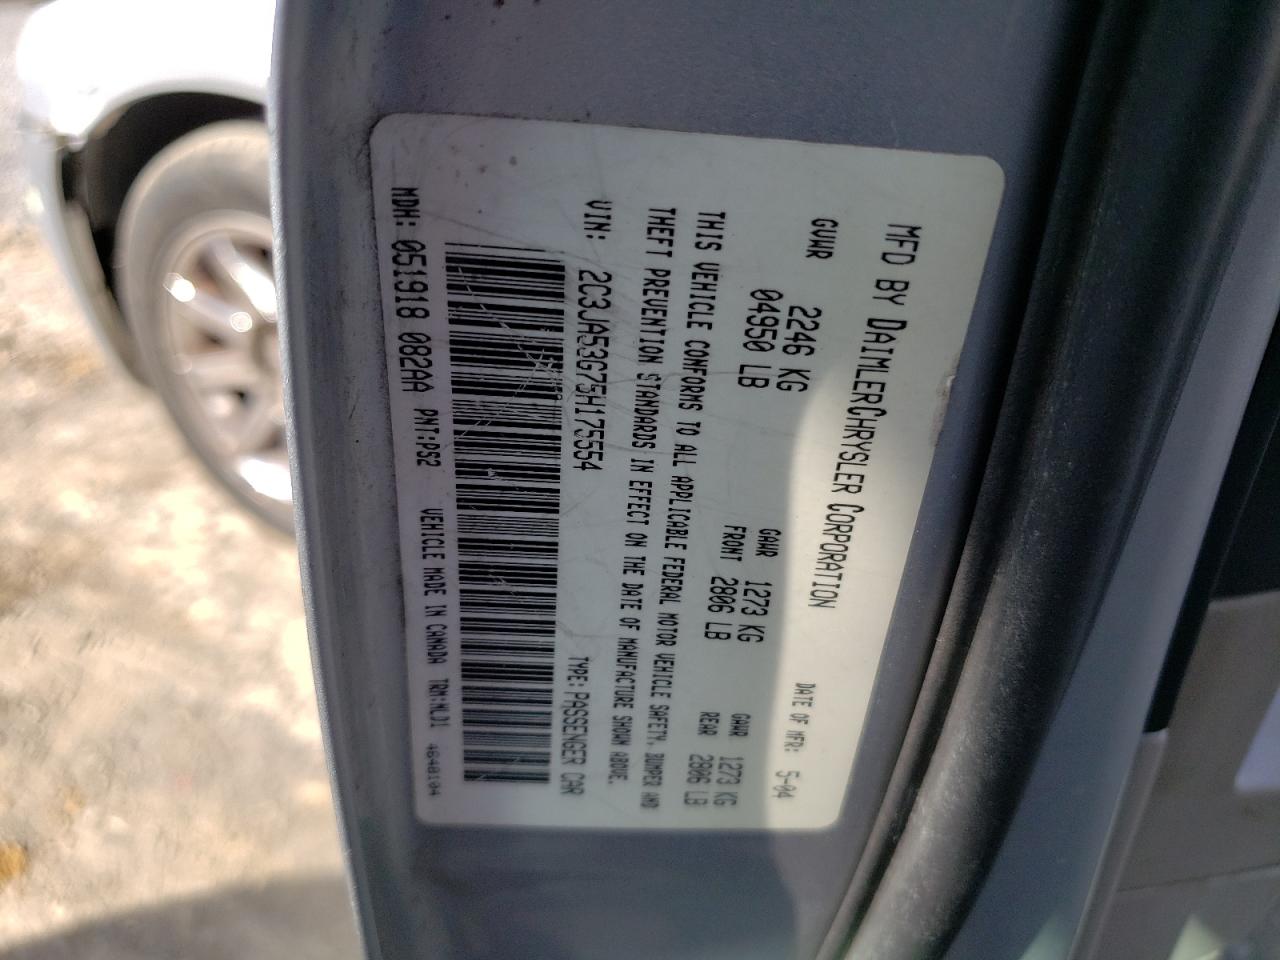 MFD BY DAIMLERCHRYSLER CORPORATION DATE OF MFR: 5-04
GVWR 2246 KG GAWR 1273 KG GAWR 1273 KG
04950 LB FRONT 2806 LB REAR 2806 LB
THIS VEHICLE CONFORMS TO ALL APPLICABLE FEDERAL MOTOR VEHICLE SAFETY, BUMPER AND
THEFT PREVENTION STANDARDS IN EFFECT ON THE DATE OF MANUFACTURE SHOWN ABOVE.
VIN: 2C3JA53G75H175554 TYPE: PASSENGER CAR
MDH: 051918 082AA PNT:PS2 VEHICLE MADE IN CANADA TRM:MLD1 4640104